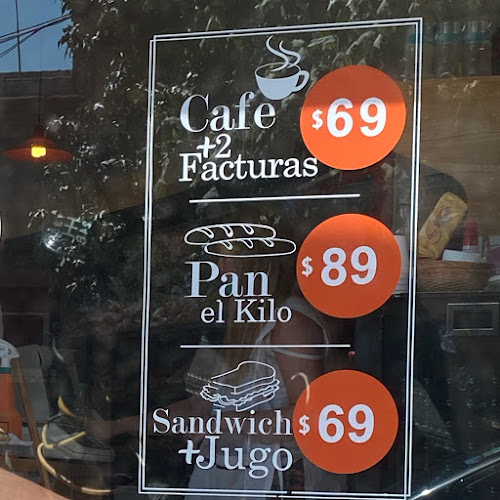 Cafe
+2
Facturas
$69
Pan
el Kilo
$89
Sandwich
+Jugo
$69